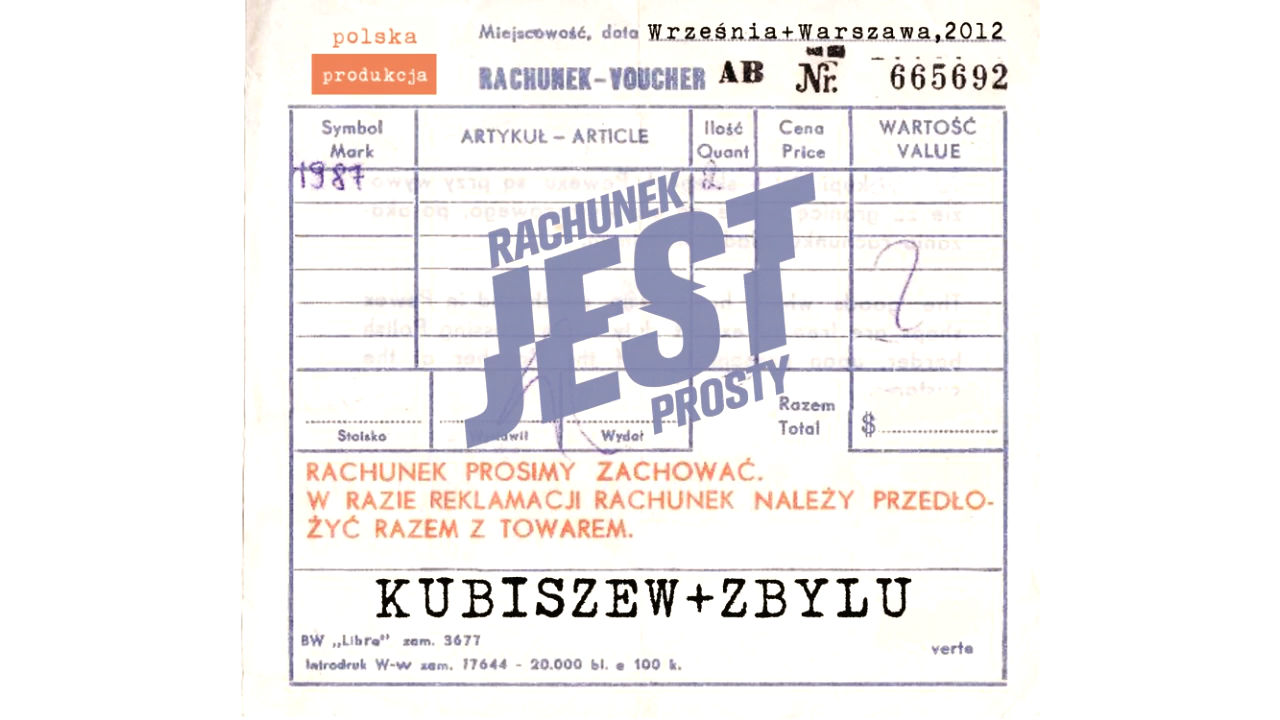 polska
produkcja
Miejscowość, data Września+Warszawa,2012
RACHUNEK-VOUCHER AB Nr. 665692
Symbol
Mark
ARTYKUŁ – ARTICLE
Ilość
Quant
Cena
Price
WARTOŚĆ
VALUE
1987
2
RACHUNEK
JEST
PROSTY
Razem
Total
$
Stoisko
Wydał
RACHUNEK PROSIMY ZACHOWAĆ.
W RAZIE REKLAMACJI RACHUNEK NALEŻY PRZEDŁO-
ŻYĆ RAZEM Z TOWAREM.
KUBISZEW+ZBYLU
BW „Libra” zam. 3677
Introdruk W-w zam. 17644 - 20.000 bl. e 100 k.
verte